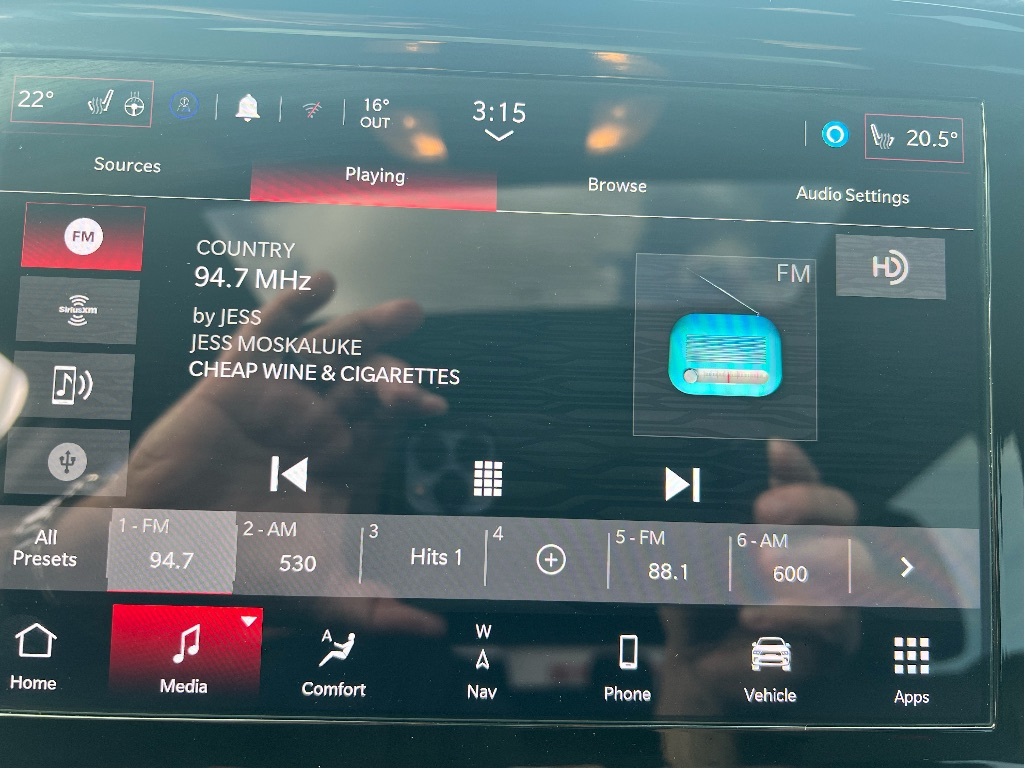 22°
16°
OUT
3:15
20.5°
Sources
Playing
Browse
Audio Settings
FM
SiriusXM
COUNTRY
94.7 MHz
by JESS
JESS MOSKALUKE
CHEAP WINE & CIGARETTES
FM
HD
All
Presets
1 - FM
94.7
2 - AM
530
3
Hits 1
4
5 - FM
88.1
6 - AM
600
Home
Media
A
Comfort
W
Nav
Phone
Vehicle
Apps